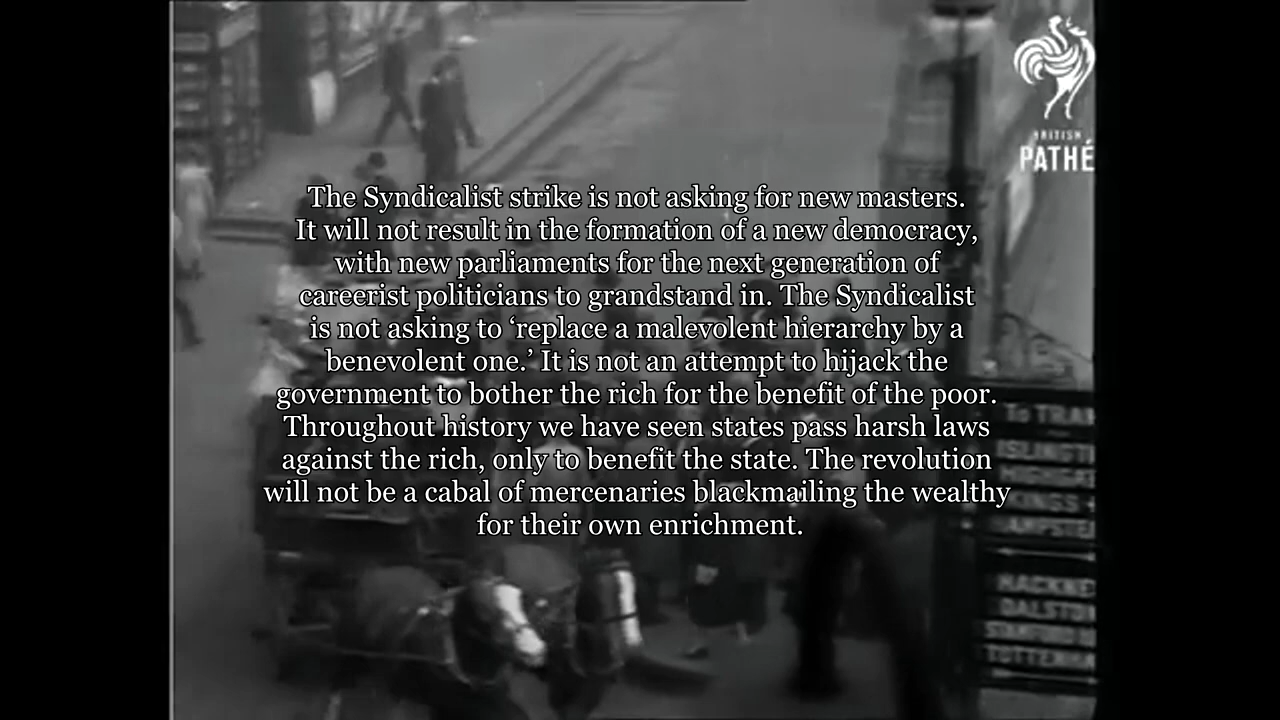 BRITISH
PATHÉ
The Syndicalist strike is not asking for new masters.
It will not result in the formation of a new democracy,
with new parliaments for the next generation of
careerist politicians to grandstand in. The Syndicalist
is not asking to ‘replace a malevolent hierarchy by a
benevolent one.’ It is not an attempt to hijack the
government to bother the rich for the benefit of the poor.
Throughout history we have seen states pass harsh laws
against the rich, only to benefit the state. The revolution
will not be a cabal of mercenaries blackmailing the wealthy
for their own enrichment.
To TRA
ISLINGT
HIGHGAT
KINGS
AMPSTE
HACKNE
DALSTON
TOTTENHA